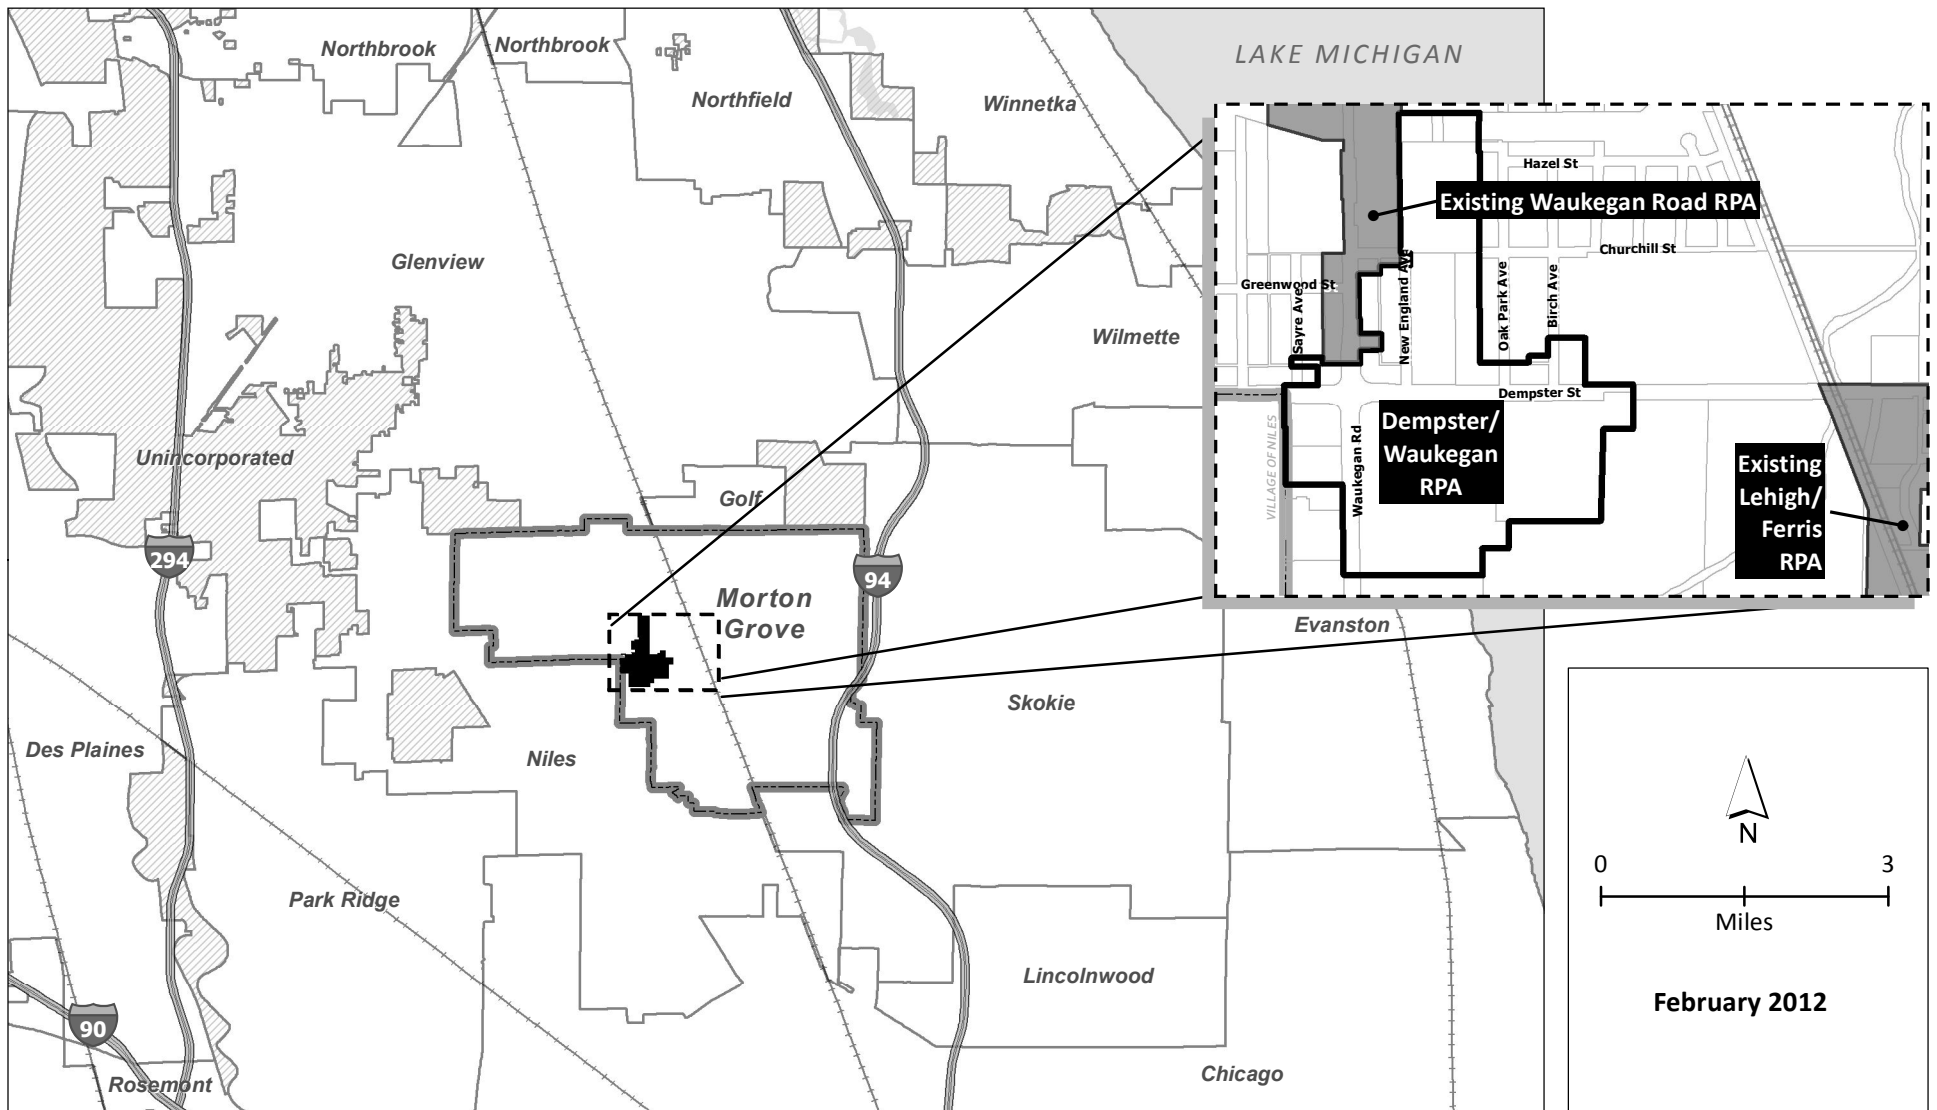 Northbrook
Northbrook
LAKE MICHIGAN
Northfield
Winnetka
Glenview
Wilmette
Unincorporated
Golf
294
94
Morton
Grove
Evanston
Skokie
Des Plaines
Niles
Park Ridge
Lincolnwood
90
Rosemont
Chicago
Hazel St
Existing Waukegan Road RPA
Churchill St
Greenwood St
Sayre Ave
New England Ave
Oak Park Ave
Birch Ave
Dempster St
VILLAGE OF NILES
Waukegan Rd
Dempster/
Waukegan
RPA
Existing
Lehigh/
Ferris
RPA
N
0 3
Miles
February 2012